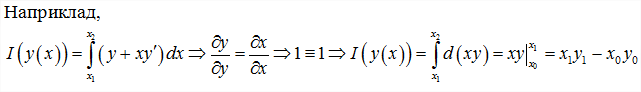 Наприклад,
I(y(x)) = ∫_{x₁}^{x₂} (y + xy′) dx ⇒ ∂y/∂y = ∂x/∂x ⇒ 1 ≡ 1 ⇒ I(y(x)) = ∫_{x₁}^{x₂} d(xy) = xy|_{x₀}^{x₁} = x₁y₁ − x₀y₀